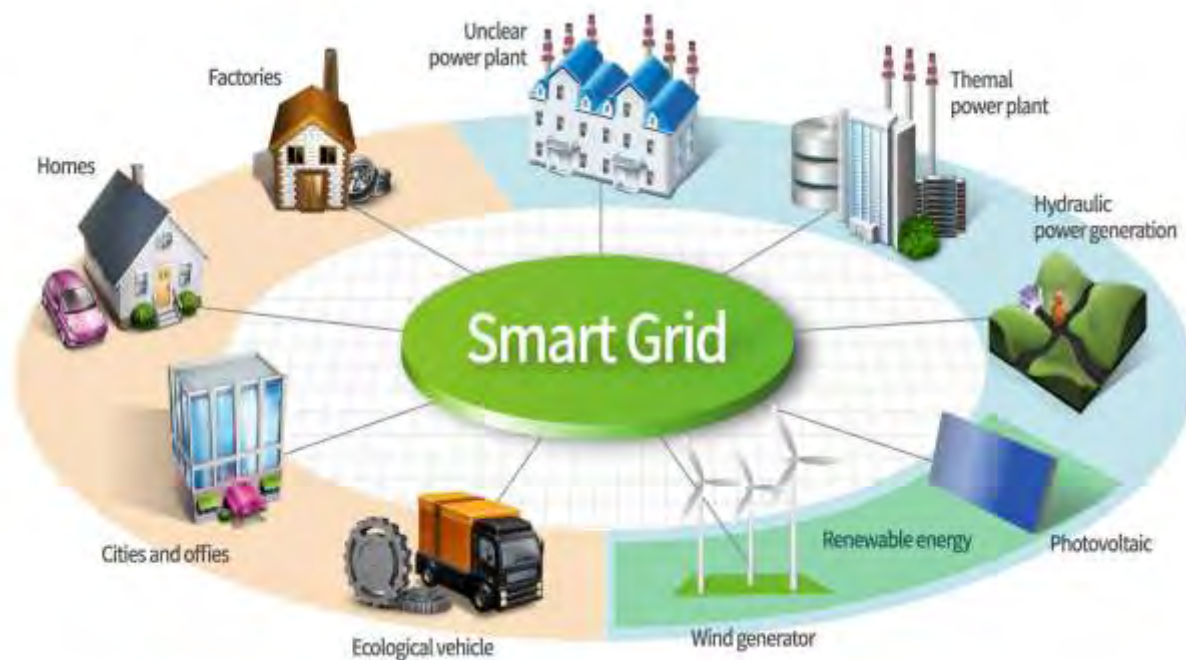 Unclear
power plant
Factories
Themal
power plant
Homes
Hydraulic
power generation
Smart Grid
Renewable energy
Photovoltaic
Cities and offies
Wind generator
Ecological vehicle